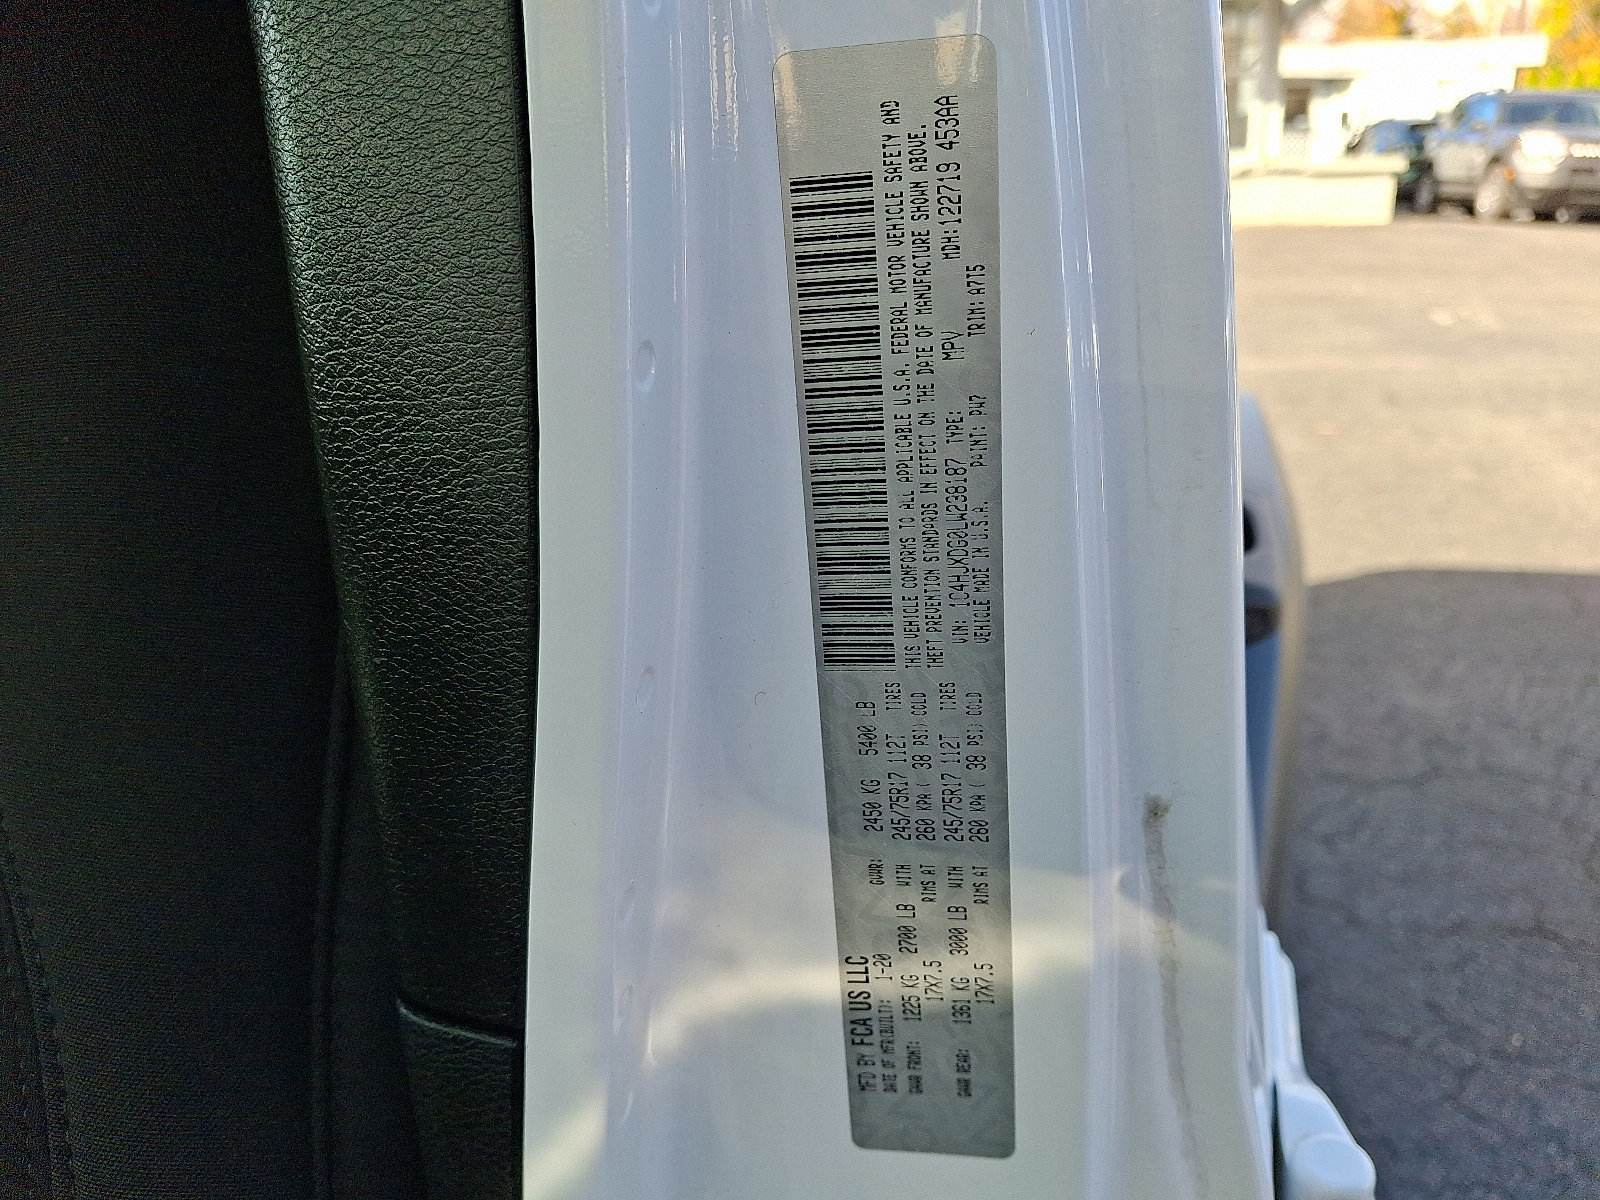 MFD BY FCA US LLC
DATE OF MFR(BUILT): 1-20 GVWR: 2450 KG 5400 LB
GAWR FRONT: 1225 KG 2700 LB WITH 245/75R17 112T TIRES
17X7.5 RIMS AT 260 KPA ( 38 PSI) COLD
GAWR REAR: 1361 KG 3000 LB WITH 245/75R17 112T TIRES
17X7.5 RIMS AT 260 KPA ( 38 PSI) COLD
THIS VEHICLE CONFORMS TO ALL APPLICABLE U.S.A. FEDERAL MOTOR VEHICLE SAFETY AND
THEFT PREVENTION STANDARDS IN EFFECT ON THE DATE OF MANUFACTURE SHOWN ABOVE.
VIN: 1C4HJXDG0LW238187 TYPE: MPV MDH:122719 453AA
VEHICLE MADE IN U.S.A. PAINT: PW7 TRIM: A7T5